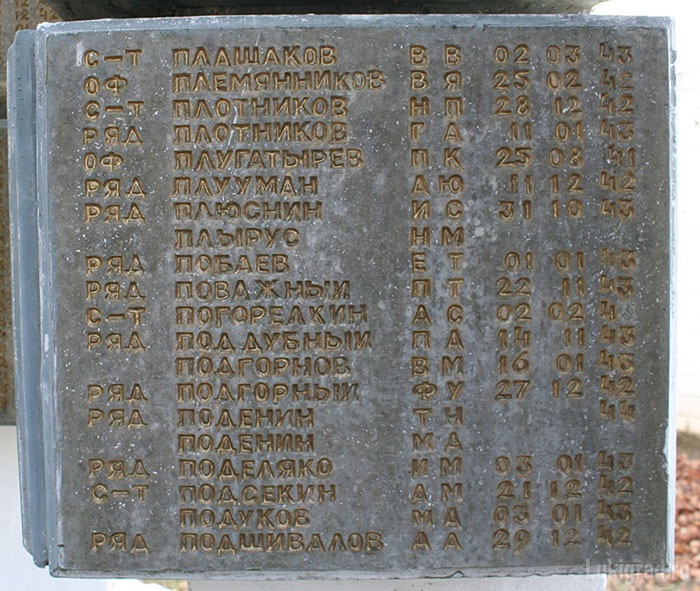 С-Т ПЛАШАКОВ В В 02 03 43
ОФ ПЛЕМЯННИКОВ В Я 25 02 42
С-Т ПЛОТНИКОВ Н П 28 12 42
РЯД ПЛОТНИКОВ Г А 11 01 43
ОФ ПЛУГАТЫРЕВ П К 25 08 41
РЯД ПЛУУМАН А Ю 11 12 42
РЯД ПЛЮСНИН И С 31 10 43
ПЛЫРУС Н М
РЯД ПОБАЕВ Е Т 01 01 43
РЯД ПОВАЖНЫЙ П Т 22 11 43
С-Т ПОГОРЕЛКИН А С 02 02 4
РЯД ПОДДУБНЫЙ П А 14 11 43
ПОДГОРНОВ В М 16 01 43
РЯД ПОДГОРНЫЙ Ф У 27 12 42
РЯД ПОДЕНИН Т Ч 44
ПОДЕНИН М А
РЯД ПОДЕЛЯКО И М 03 01 43
С-Т ПОДСЕКИН А М 21 12 42
ПОДУКОВ М А 03 01 43
РЯД ПОДШИВАЛОВ А А 29 12 42
Lukigrad.ru